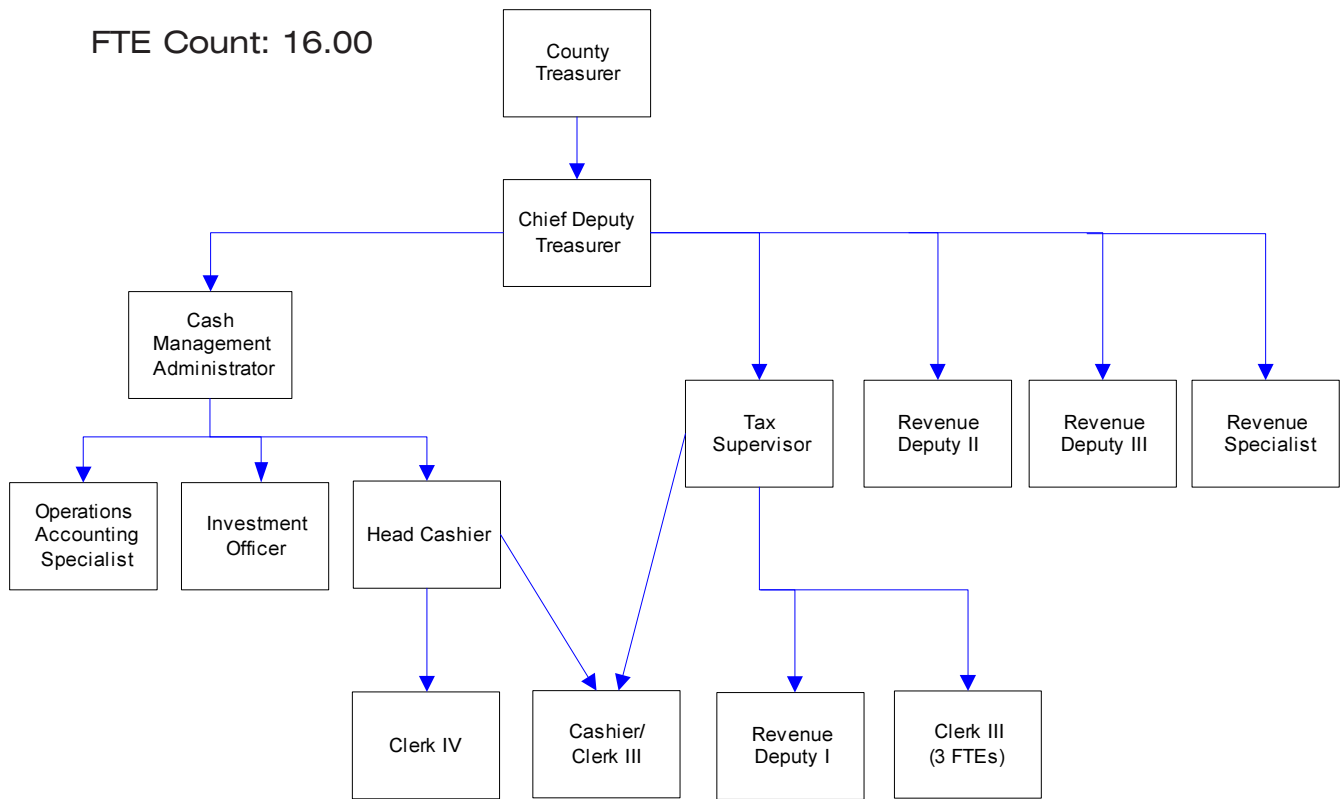 FTE Count: 16.00
County
Treasurer
Chief Deputy
Treasurer
Cash
Management
Administrator
Tax
Supervisor
Revenue
Deputy II
Revenue
Deputy III
Revenue
Specialist
Operations
Accounting
Specialist
Investment
Officer
Head Cashier
Clerk IV
Cashier/
Clerk III
Revenue
Deputy I
Clerk III
(3 FTEs)